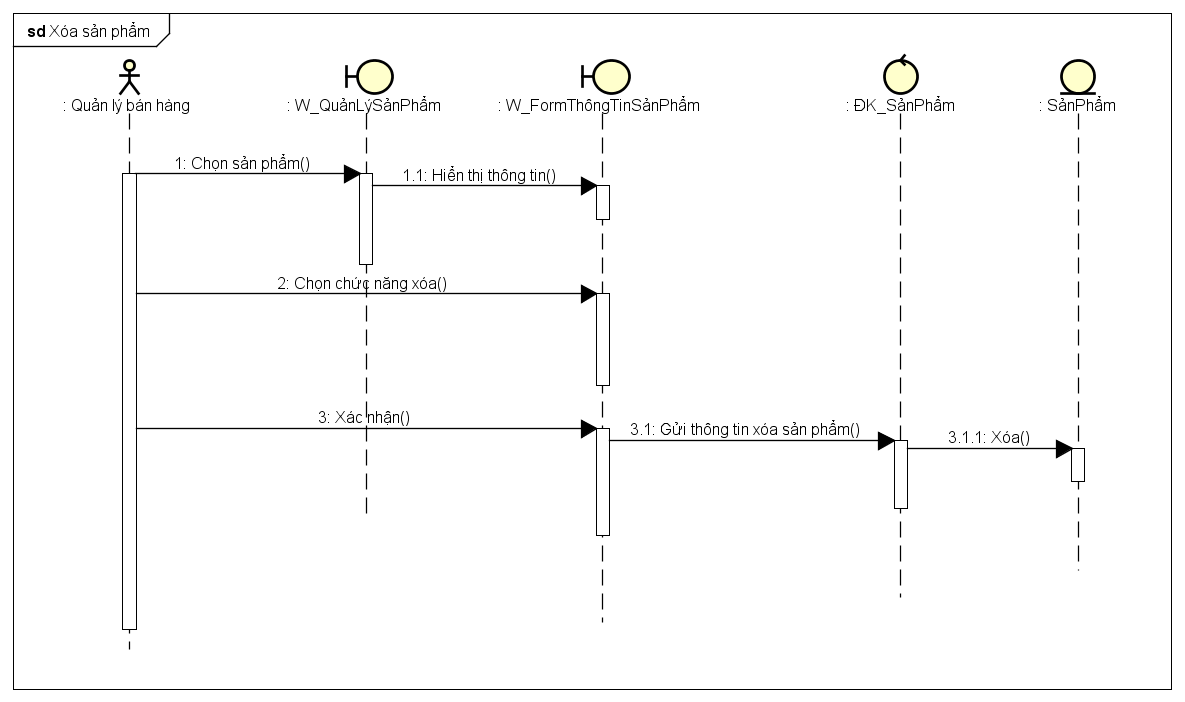 sd Xóa sản phẩm
: Quản lý bán hàng
: W_QuảnLýSảnPhẩm
: W_FormThôngTinSảnPhẩm
: ĐK_SảnPhẩm
: SảnPhẩm
1: Chọn sản phẩm()
1.1: Hiển thị thông tin()
2: Chọn chức năng xóa()
3: Xác nhận()
3.1: Gửi thông tin xóa sản phẩm()
3.1.1: Xóa()